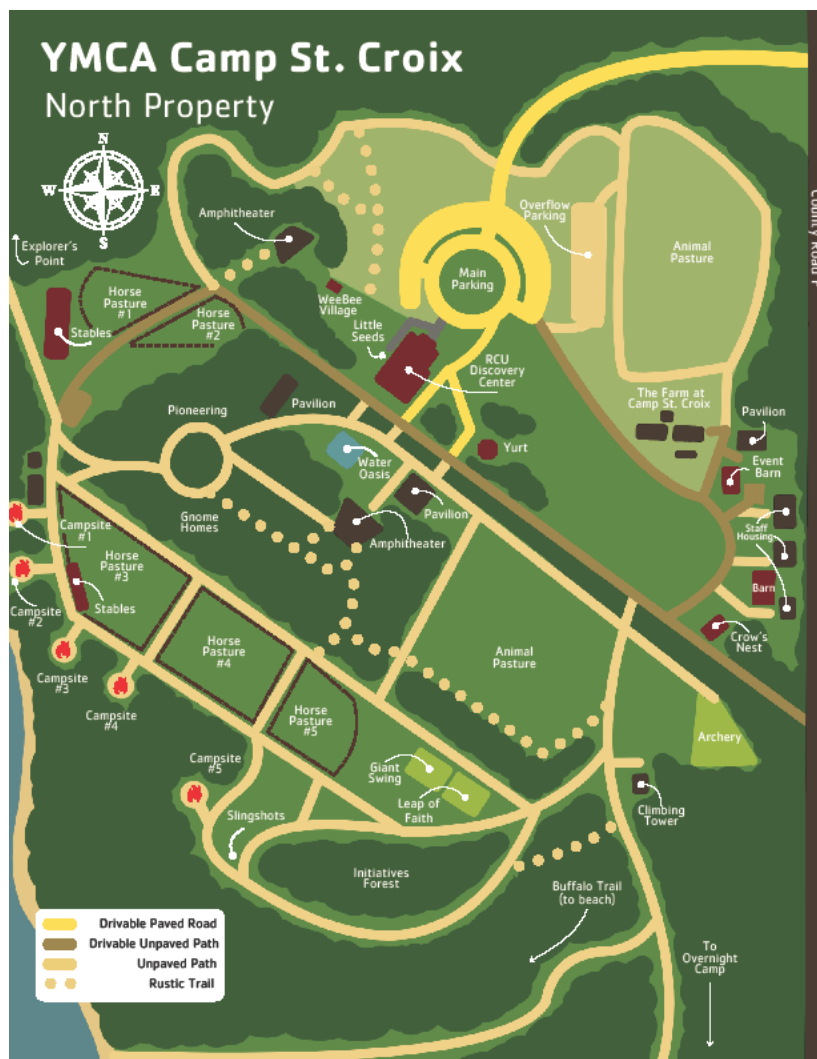 YMCA Camp St. Croix
North Property
N
W
E
S
Explorer's
Point
Amphitheater
Overflow
Parking
Animal
Pasture
Main
Parking
Horse
Pasture
#1
Horse
Pasture
#2
Stables
WeeBee
Village
Little
Seeds
RCU
Discovery
Center
The Farm at
Camp St. Croix
Pavilion
Pioneering
Pavilion
Water
Oasis
Yurt
Event
Barn
Gnome
Homes
Pavilion
Amphitheater
Staff
Housing
Campsite
#1
Horse
Pasture
#3
Stables
Barn
Campsite
#2
Crow's
Nest
Horse
Pasture
#4
Animal
Pasture
Campsite
#3
Campsite
#4
Horse
Pasture
#5
Archery
Campsite
#5
Giant
Swing
Leap of
Faith
Slingshots
Climbing
Tower
Initiatives
Forest
Buffalo Trail
(to beach)
To
Overnight
Camp
Drivable Paved Road
Drivable Unpaved Path
Unpaved Path
Rustic Trail